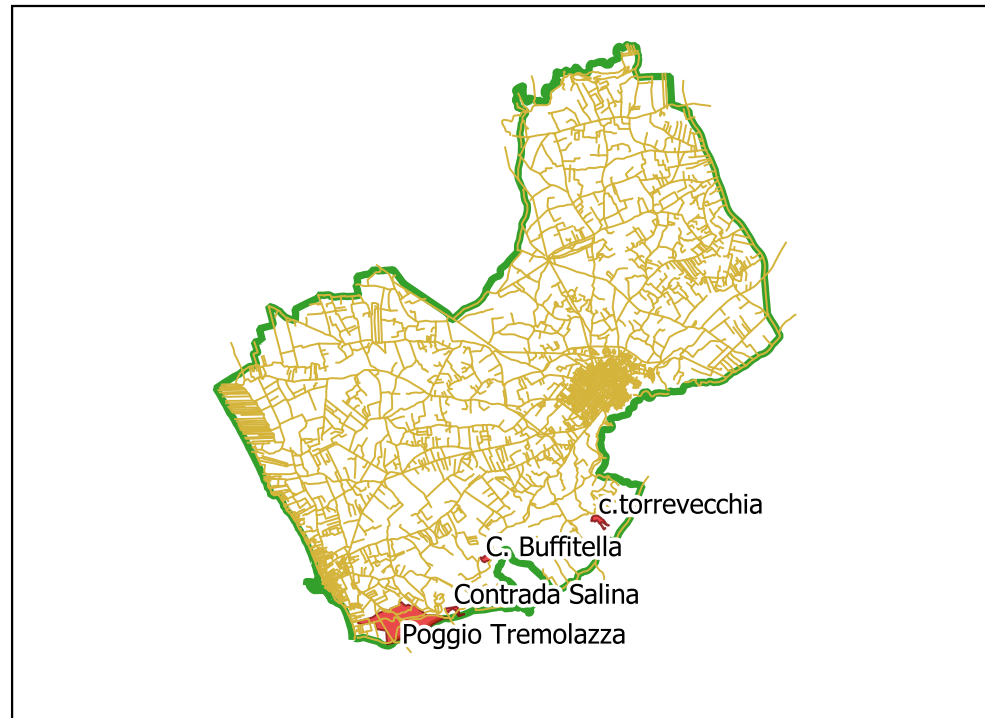 c.torrevecchia
C. Buffitella
Contrada Salina
Poggio Tremolazza